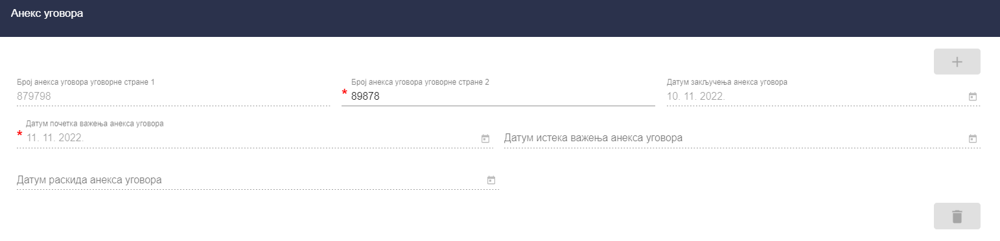 Анекс уговора
Број анекса уговора уговорне стране 1
879798
Број анекса уговора уговорне стране 2
* 89878
Датум закључења анекса уговора
10. 11. 2022.
Датум почетка важења анекса уговора
* 11. 11. 2022.
Датум истека важења анекса уговора
Датум раскида анекса уговора